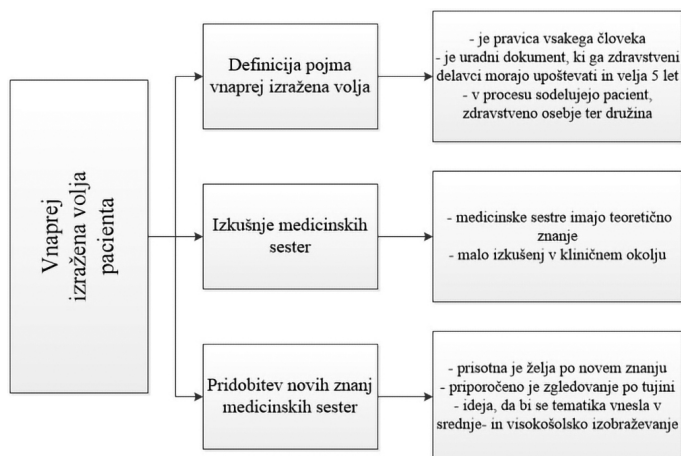 Vnaprej
izražena volja
pacienta
Definicija pojma
vnaprej izražena volja
- je pravica vsakega človeka
- je uradni dokument, ki ga zdravstveni
delavci morajo upoštevati in velja 5 let
- v procesu sodelujejo pacient,
zdravstveno osebje ter družina
Izkušnje medicinskih
sester
- medicinske sestre imajo teoretično
znanje
- malo izkušenj v kliničnem okolju
Pridobitev novih znanj
medicinskih sester
- prisotna je želja po novem znanju
- priporočeno je zgledovanje po tujini
- ideja, da bi se tematika vnesla v
srednje- in visokošolsko izobraževanje